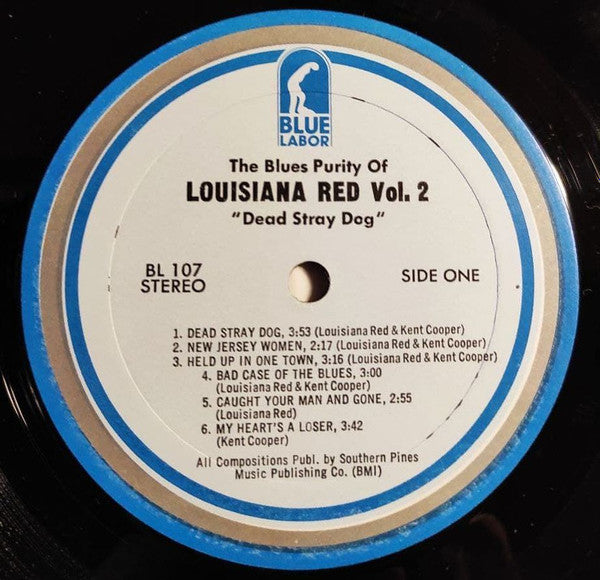 BLUE
LABOR
The Blues Purity Of
LOUISIANA RED Vol. 2
"Dead Stray Dog"
BL 107
STEREO
SIDE ONE
1. DEAD STRAY DOG, 3:53 (Louisiana Red & Kent Cooper)
2. NEW JERSEY WOMEN, 2:17 (Louisiana Red & Kent Cooper)
3. HELD UP IN ONE TOWN, 3:16 (Louisiana Red & Kent Cooper)
4. BAD CASE OF THE BLUES, 3:00
(Louisiana Red & Kent Cooper)
5. CAUGHT YOUR MAN AND GONE, 2:55
(Louisiana Red)
6. MY HEART'S A LOSER, 3:42
(Kent Cooper)
All Compositions Publ. by Southern Pines
Music Publishing Co. (BMI)